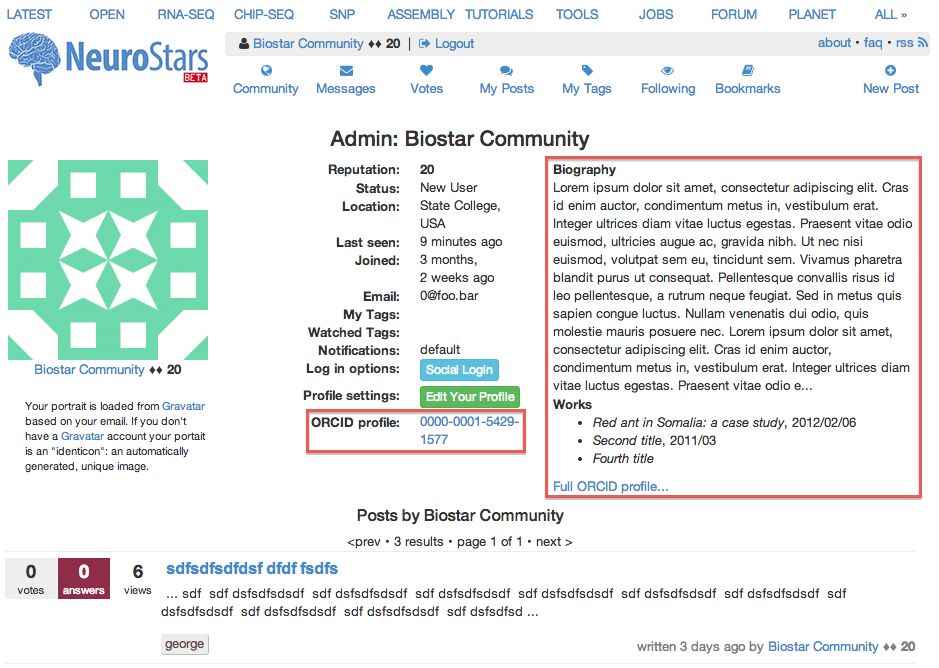 LATEST OPEN RNA-SEQ CHIP-SEQ SNP ASSEMBLY TUTORIALS TOOLS JOBS FORUM PLANET ALL »
NeuroStars
BETA
Biostar Community ♦♦ 20 | Logout
about • faq • rss
Community Messages Votes My Posts My Tags Following Bookmarks New Post
Admin: Biostar Community
Reputation: 20
Status: New User
Location: State College,
USA
Last seen: 9 minutes ago
Joined: 3 months,
2 weeks ago
Email: 0@foo.bar
My Tags:
Watched Tags:
Notifications: default
Log in options: Social Login
Profile settings: Edit Your Profile
ORCID profile: 0000-0001-5429-
1577
Biography
Lorem ipsum dolor sit amet, consectetur adipiscing elit. Cras
id enim auctor, condimentum metus in, vestibulum erat.
Integer ultrices diam vitae luctus egestas. Praesent vitae odio
euismod, ultricies augue ac, gravida nibh. Ut nec nisi
euismod, volutpat sem eu, tincidunt sem. Vivamus pharetra
blandit purus ut consequat. Pellentesque convallis risus id
leo pellentesque, a rutrum neque feugiat. Sed in metus quis
sapien congue luctus. Nullam venenatis dui odio, quis
molestie mauris posuere nec. Lorem ipsum dolor sit amet,
consectetur adipiscing elit. Cras id enim auctor,
condimentum metus in, vestibulum erat. Integer ultrices diam
vitae luctus egestas. Praesent vitae odio e...
Works
• Red ant in Somalia: a case study, 2012/02/06
• Second title, 2011/03
• Fourth title
Full ORCID profile...
Biostar Community ♦♦ 20
Your portrait is loaded from Gravatar
based on your email. If you don't
have a Gravatar account your portait
is an "identicon": an automatically
generated, unique image.
Posts by Biostar Community
<prev • 3 results • page 1 of 1 • next >
0 votes
0 answers
6 views
sdfsdfsdfdsf dfdf fsdfs
... sdf sdf dsfsdfsdsdf sdf dsfsdfsdsdf sdf dsfsdfsdsdf sdf dsfsdfsdsdf sdf dsfsdfsdsdf sdf dsfsdfsdsdf sdf
dsfsdfsdsdf sdf dsfsdfsdsdf sdf dsfsdfsdsdf sdf dsfsdfsd ...
george
written 3 days ago by Biostar Community ♦♦ 20